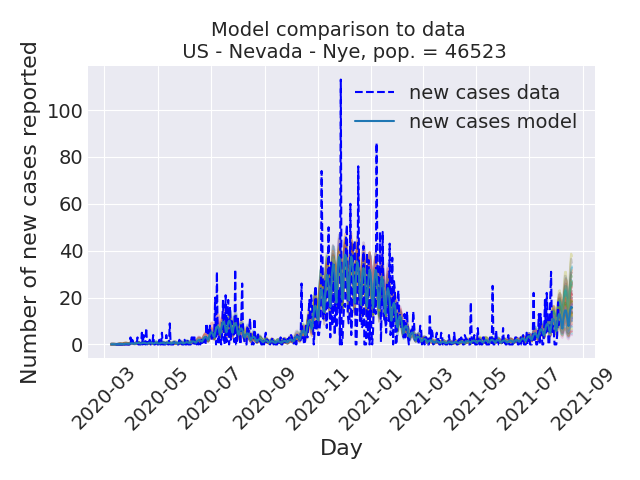 Model comparison to data
US - Nevada - Nye, pop. = 46523
Number of new cases reported
100
80
60
40
20
0
new cases data
new cases model
2020-03
2020-05
2020-07
2020-09
2020-11
2021-01
2021-03
2021-05
2021-07
2021-09
Day